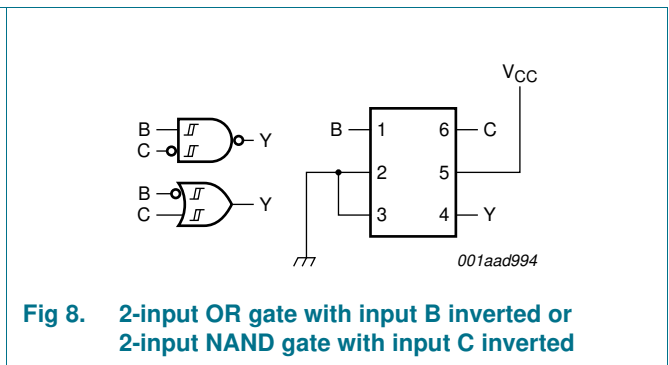 VCC
B
C
Y
B
C
Y
B
1
6
C
2
5
3
4
Y
001aad994
Fig 8. 2-input OR gate with input B inverted or
2-input NAND gate with input C inverted